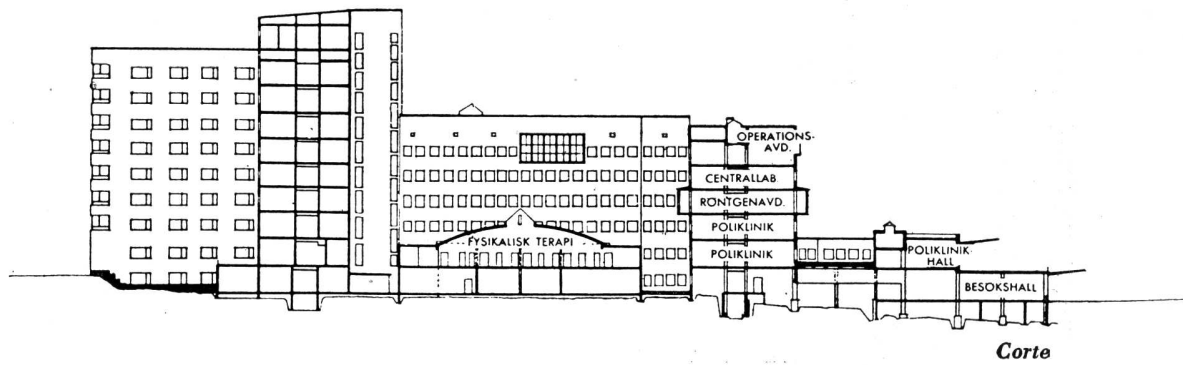 OPERATIONS-
AVD.
CENTRALLAB.
RÖNTGENAVD.
POLIKLINIK
FYSIKALISK TERAPI
POLIKLINIK
POLIKLINIK-
HALL
BESÖKSHALL
Corte